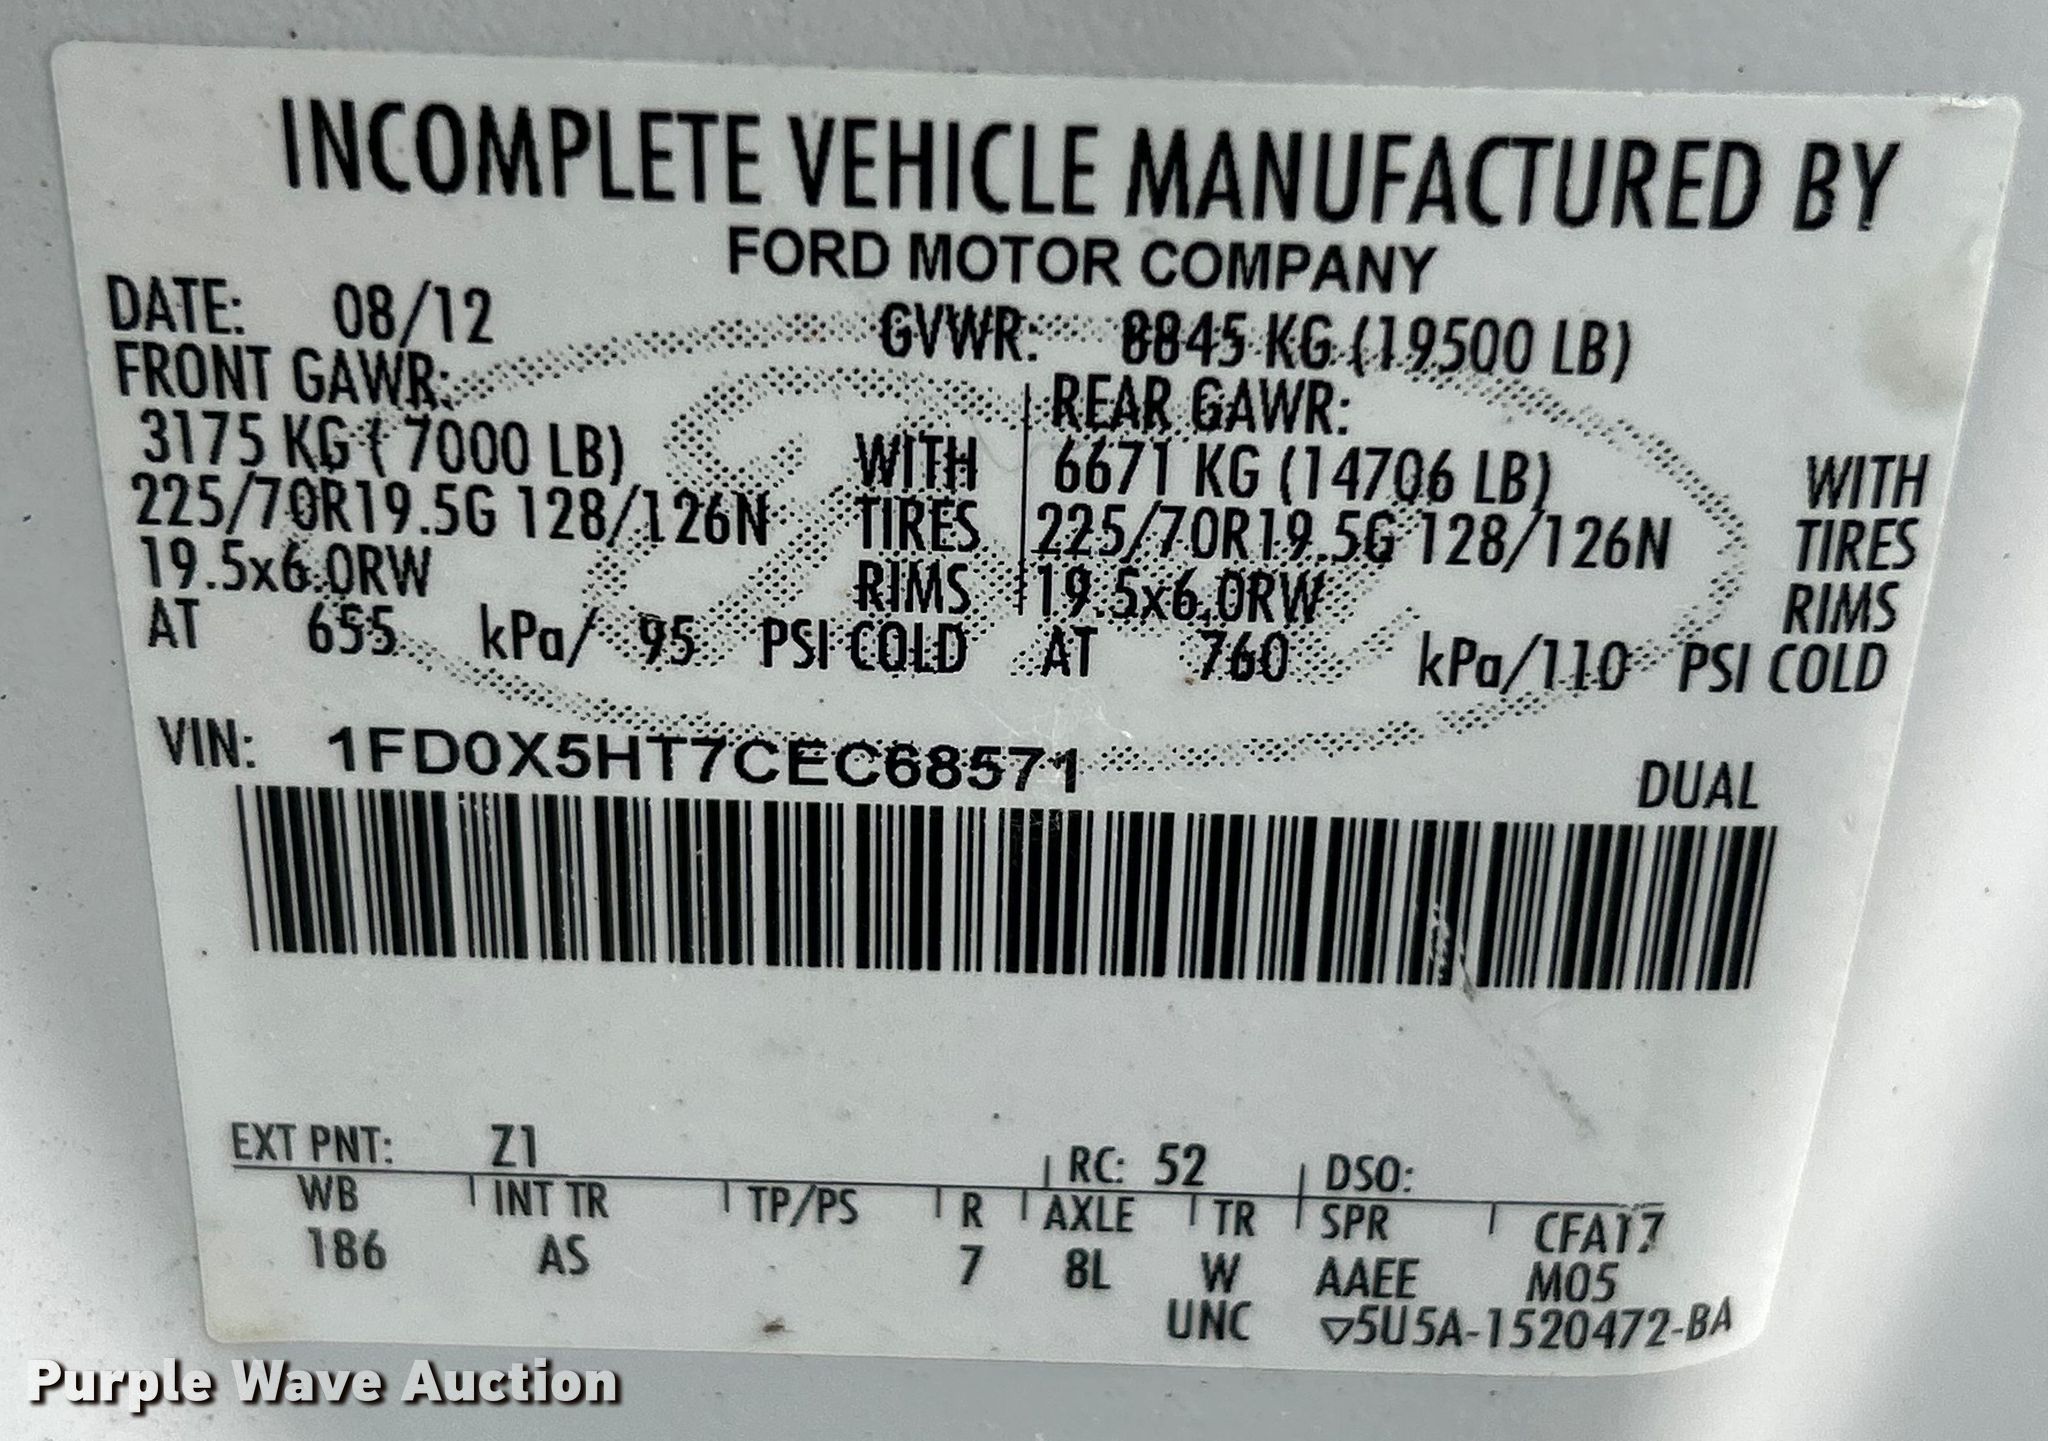 INCOMPLETE VEHICLE MANUFACTURED BY
FORD MOTOR COMPANY
DATE: 08/12 GVWR: 8845 KG (19500 LB)
FRONT GAWR: REAR GAWR:
3175 KG ( 7000 LB) WITH 6671 KG (14706 LB) WITH
225/70R19.5G 128/126N TIRES 225/70R19.5G 128/126N TIRES
19.5x6.0RW RIMS 19.5x6.0RW RIMS
AT 655 kPa/ 95 PSI COLD AT 760 kPa/110 PSI COLD
VIN: 1FD0X5HT7CEC68571
DUAL
EXT PNT: Z1 RC: 52 DSO:
WB INT TR TP/PS R AXLE TR SPR CFA17
186 AS 7 8L W AAEE M05
UNC ▽5U5A-1520472-BA
Purple Wave Auction